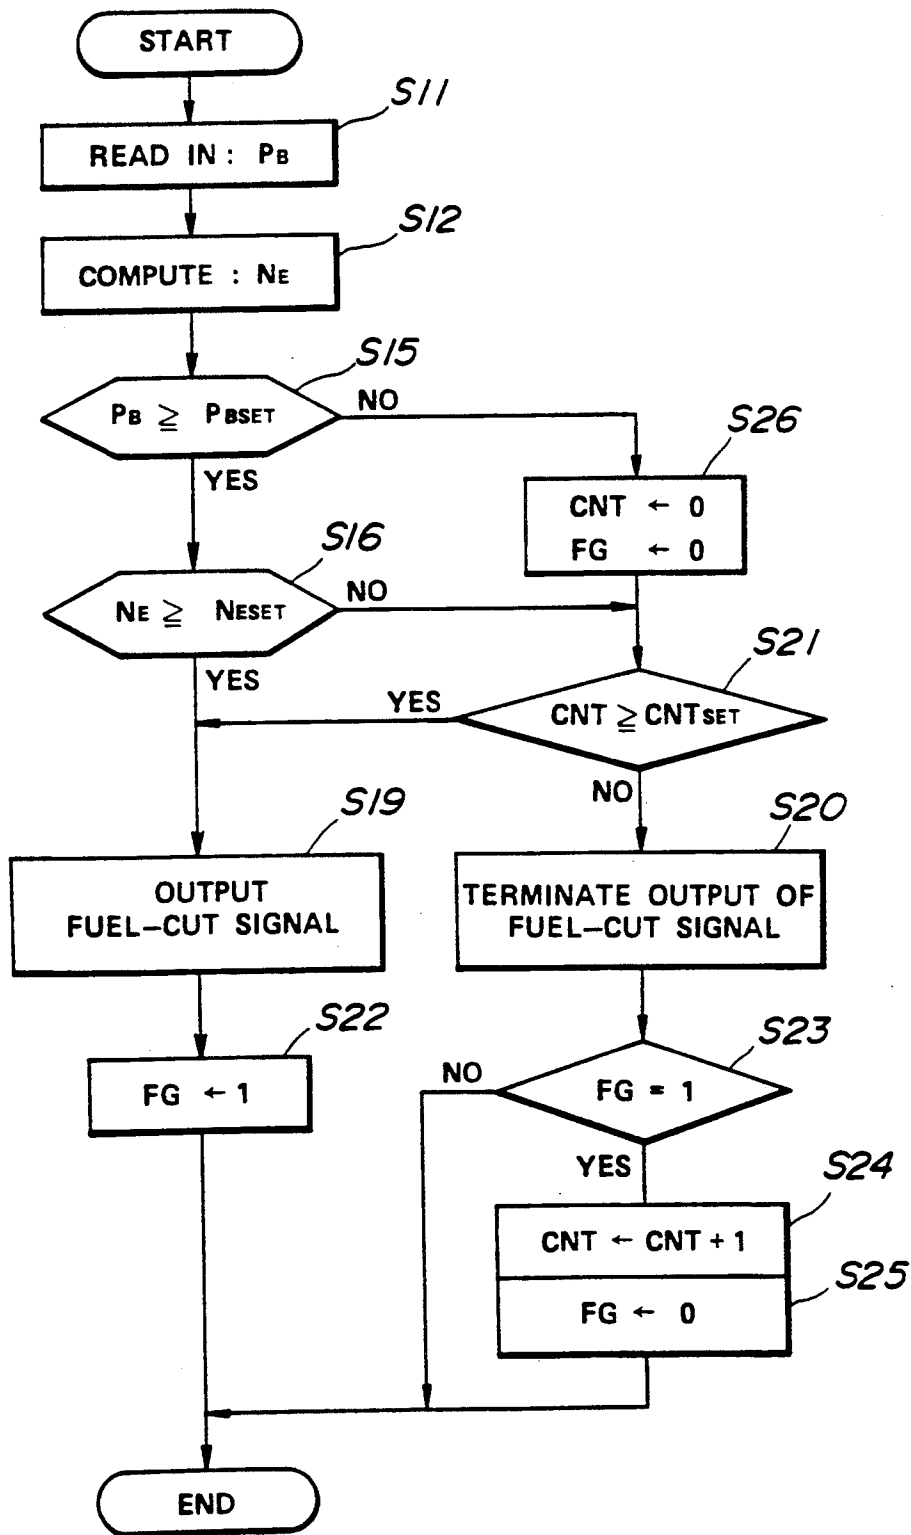 START
S11
READ IN : PB
S12
COMPUTE : NE
S15
PB ≧ PBSET
NO
YES
S26
CNT ← 0
FG ← 0
S16
NE ≧ NESET
NO
YES
S21
CNT ≧ CNTSET
YES
NO
S19
OUTPUT
FUEL-CUT SIGNAL
S20
TERMINATE OUTPUT OF
FUEL-CUT SIGNAL
S22
FG ← 1
S23
FG = 1
NO
YES
S24
CNT ← CNT + 1
S25
FG ← 0
END